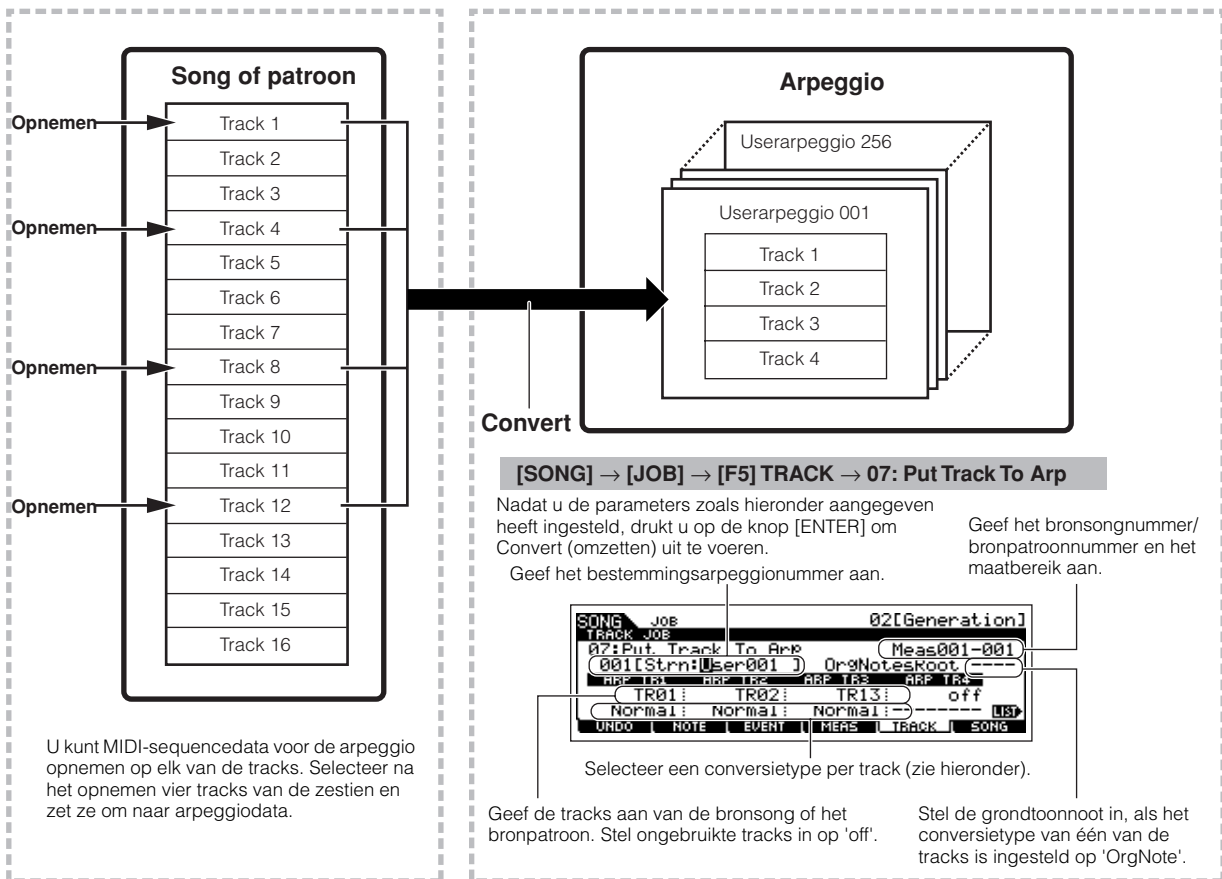 Song of patroon
Opnemen
Track 1
Track 2
Track 3
Opnemen
Track 4
Track 5
Track 6
Track 7
Opnemen
Track 8
Track 9
Track 10
Track 11
Opnemen
Track 12
Track 13
Track 14
Track 15
Track 16
U kunt MIDI-sequencedata voor de arpeggio
opnemen op elk van de tracks. Selecteer na
het opnemen vier tracks van de zestien en
zet ze om naar arpeggiodata.
Convert
Arpeggio
Userarpeggio 256
Userarpeggio 001
Track 1
Track 2
Track 3
Track 4
[SONG] → [JOB] → [F5] TRACK → 07: Put Track To Arp
Nadat u de parameters zoals hieronder aangegeven
heeft ingesteld, drukt u op de knop [ENTER] om
Convert (omzetten) uit te voeren.
Geef het bestemmingsarpeggionummer aan.
Geef het bronsongnummer/
bronpatroonnummer en het
maatbereik aan.
SONG JOB 02[Generation]
TRACK JOB
07:Put Track To Arp Meas001-001
001[Strn:User001 ] OrgNotesRoot ----
ARP TR1 ARP TR2 ARP TR3 ARP TR4
TR01 TR02 TR13 off
Normal Normal Normal -------- LIST
UNDO NOTE EVENT MEAS TRACK SONG
Selecteer een conversietype per track (zie hieronder).
Geef de tracks aan van de bronsong of het
bronpatroon. Stel ongebruikte tracks in op 'off'.
Stel de grondtoonnoot in, als het
conversietype van één van de
tracks is ingesteld op 'OrgNote'.